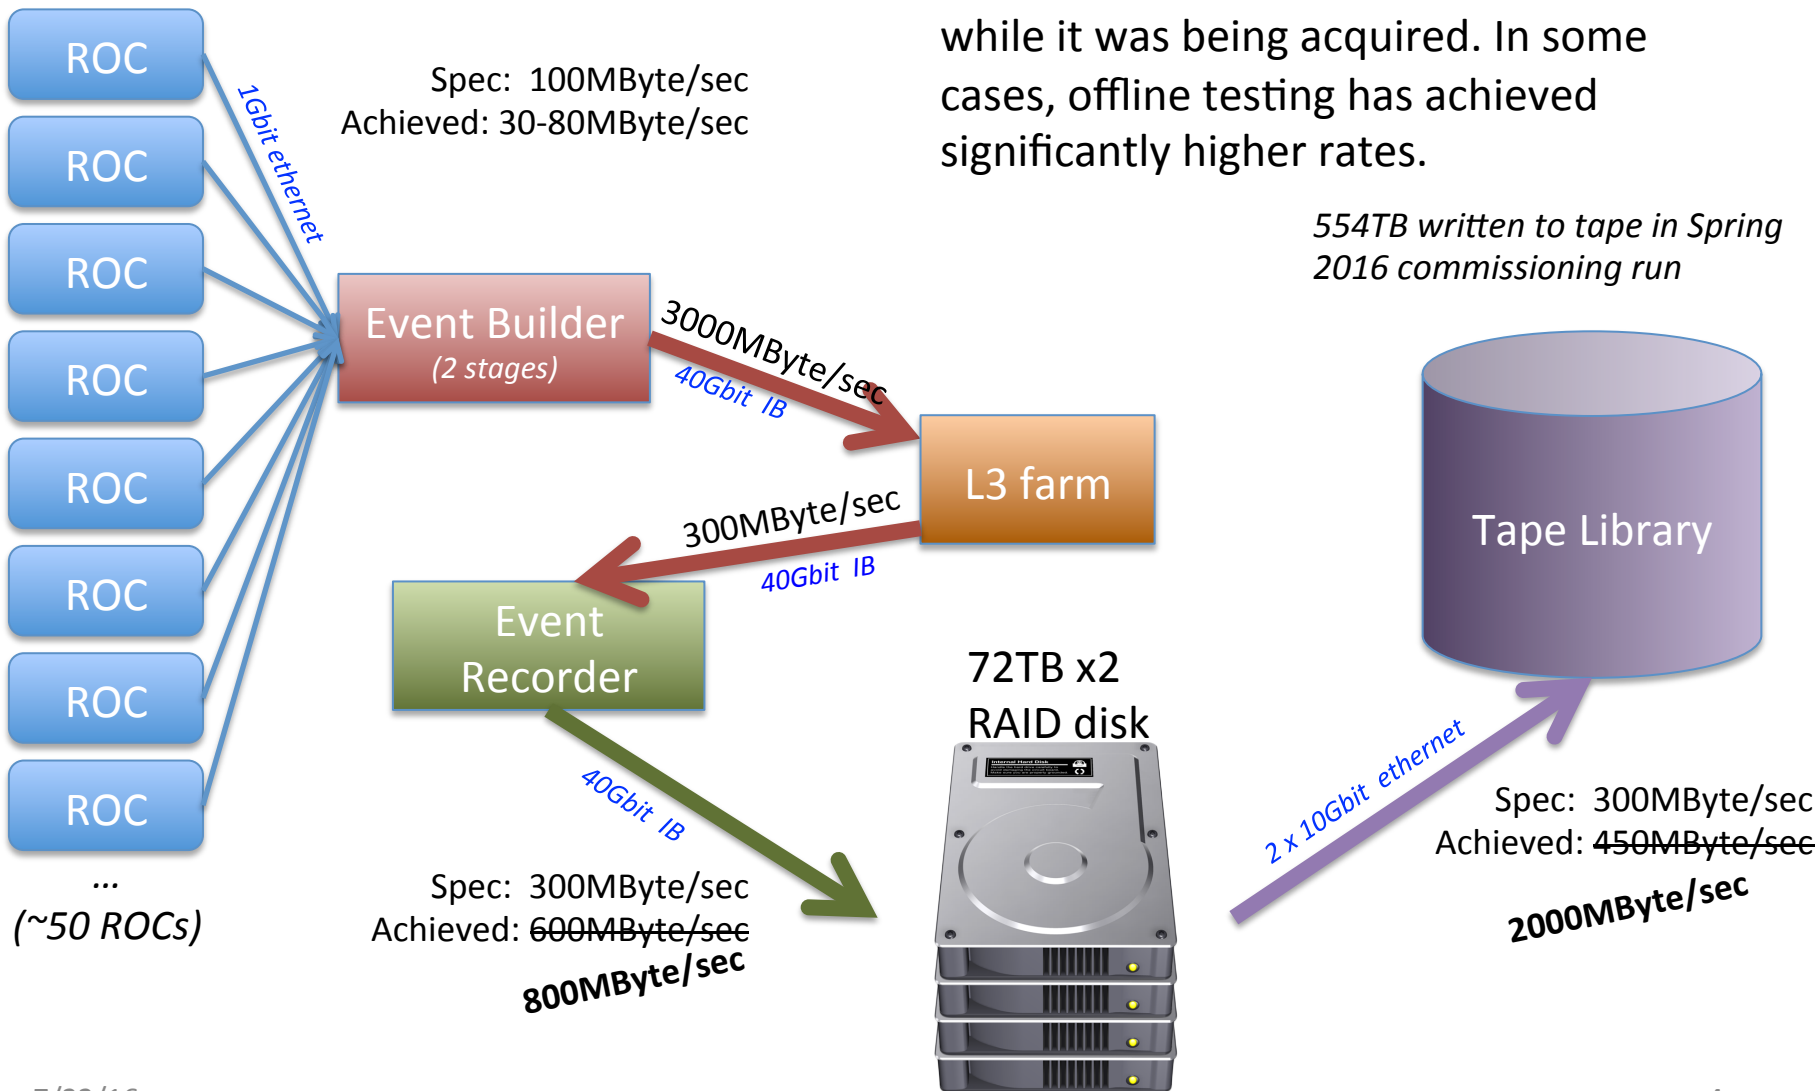 while it was being acquired. In some
cases, offline testing has achieved
significantly higher rates.
ROC
ROC
ROC
ROC
ROC
ROC
ROC
ROC
...
(~50 ROCs)
1Gbit ethernet
Spec: 100MByte/sec
Achieved: 30-80MByte/sec
Event Builder
(2 stages)
3000MByte/sec
40Gbit IB
L3 farm
300MByte/sec
40Gbit IB
Event
Recorder
40Gbit IB
Spec: 300MByte/sec
Achieved: 600MByte/sec
800MByte/sec
72TB x2
RAID disk
Internal Hard Disk
2 x 10Gbit ethernet
Spec: 300MByte/sec
Achieved: 450MByte/sec
2000MByte/sec
554TB written to tape in Spring
2016 commissioning run
Tape Library